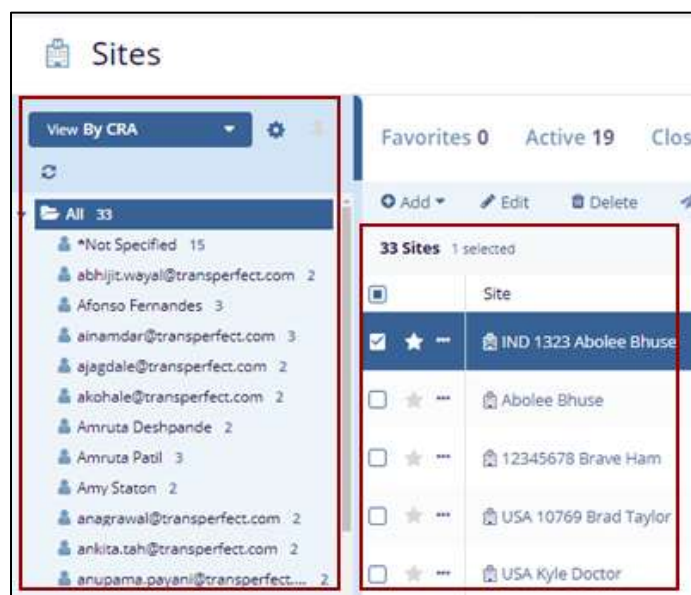 Sites
View By CRA
All 33
*Not Specified 15
abhijit.wayal@transperfect.com 2
Afonso Fernandes 3
ainamdar@transperfect.com 3
ajagdale@transperfect.com 2
akohale@transperfect.com 2
Amruta Deshpande 2
Amruta Patil 3
Amy Staton 2
anagrawal@transperfect.com 2
ankita.tah@transperfect.com 2
anupama.payani@transperfect.... 2
Favorites 0 Active 19 Clos
Add Edit Delete
33 Sites 1 selected
Site
IND 1323 Abolee Bhuse
Abolee Bhuse
12345678 Brave Ham
USA 10769 Brad Taylor
USA Kyle Doctor